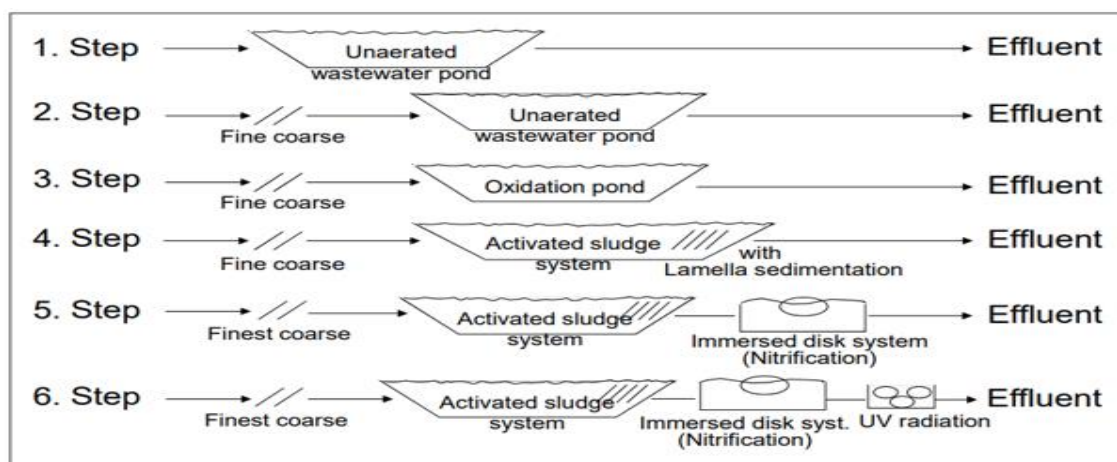 1. Step
Unaerated
wastewater pond
Effluent
2. Step
Fine coarse
Unaerated
wastewater pond
Effluent
3. Step
Fine coarse
Oxidation pond
Effluent
4. Step
Fine coarse
Activated sludge
system
with
Lamella sedimentation
Effluent
5. Step
Finest coarse
Activated sludge
system
Immersed disk system
(Nitrification)
Effluent
6. Step
Finest coarse
Activated sludge
system
Immersed disk syst.
(Nitrification)
UV radiation
Effluent